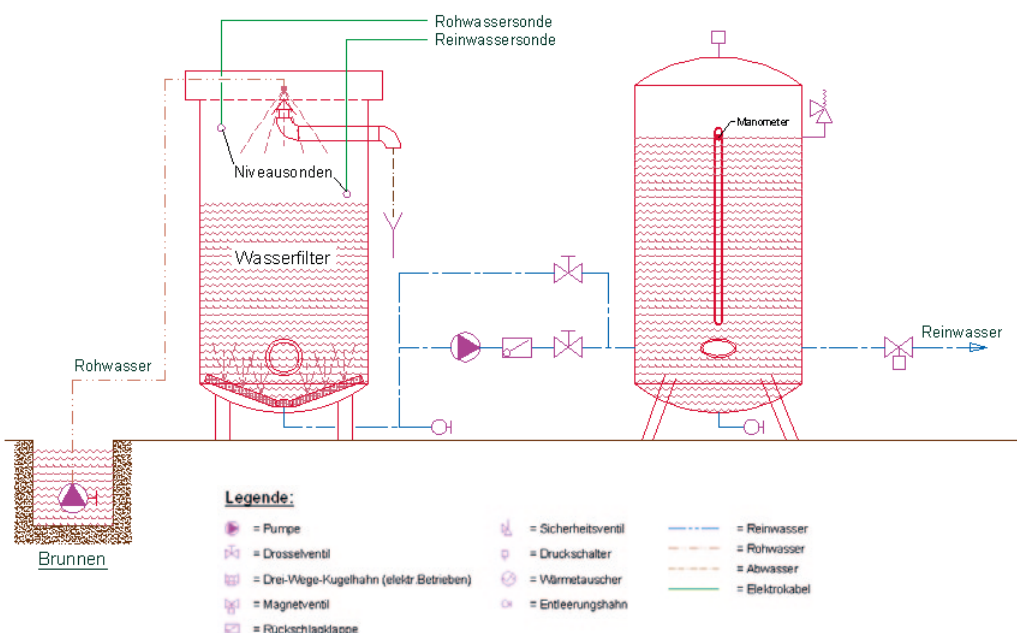 Rohwassersonde
Reinwassersonde
Manometer
Niveausonden
Wasserfilter
Reinwasser
Rohwasser
Brunnen
Legende:
= Pumpe
= Drosselventil
= Drei-Wege-Kugelhahn (elektr.Betrieben)
= Magnetventil
= Rückschlagklappe
= Sicherheitsventil
= Druckschalter
= Wärmetauscher
= Entleerungshahn
= Reinwasser
= Rohwasser
= Abwasser
= Elektrokabel